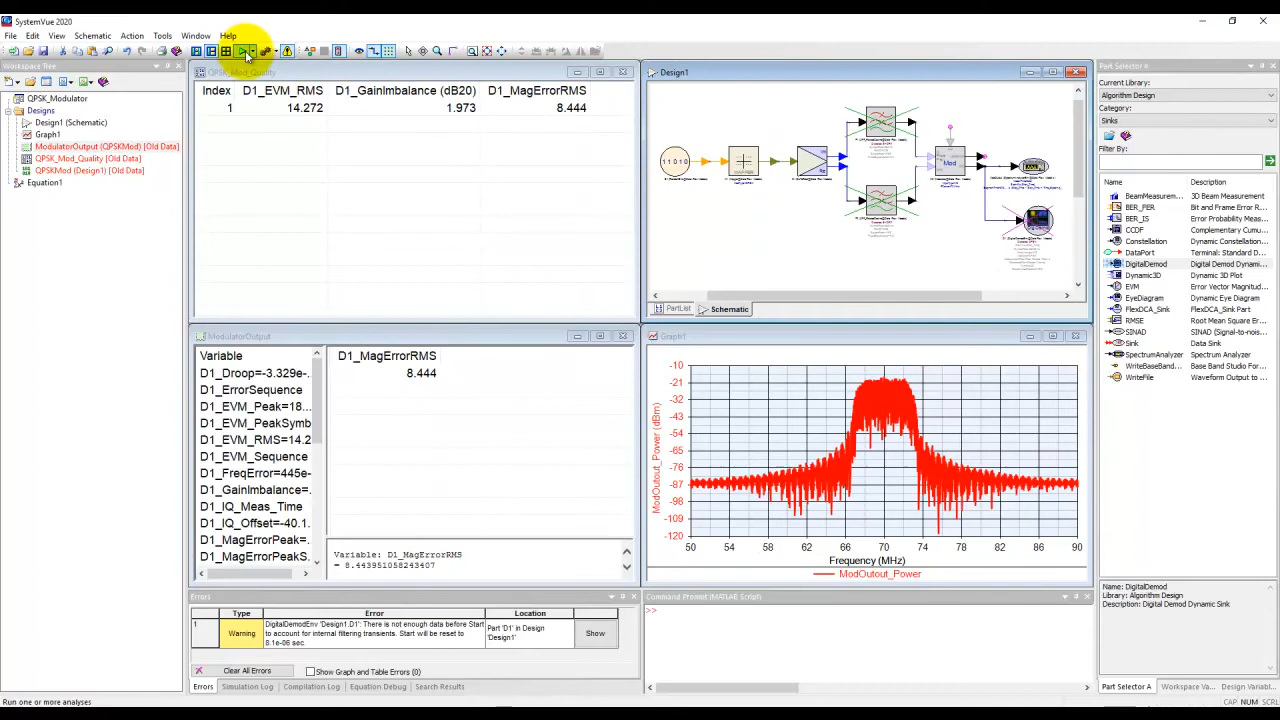 SystemVue 2020
File Edit View Schematic Action Tools Window Help
Workspace Tree
QPSK_Modulator
Designs
Design1 (Schematic)
Graph1
ModulatorOutput (QPSKMod) [Old Data]
QPSK_Mod_Quality [Old Data]
QPSKMod (Design1) [Old Data]
Equation1
QPSK_Mod_Quality
Index D1_EVM_RMS D1_GainImbalance (dB20) D1_MagErrorRMS
1 14.272 1.973 8.444
Design1
1 1 0 1 0
Mod
PartList Schematic
ModulatorOutput
Variable
D1_Droop=-3.329e-..
D1_ErrorSequence
D1_EVM_Peak=18...
D1_EVM_PeakSymb
D1_EVM_RMS=14.2
D1_EVM_Sequence
D1_FreqError=445e-
D1_GainImbalance=.
D1_IQ_Meas_Time
D1_IQ_Offset=-40.1.
D1_MagErrorPeak=.
D1_MagErrorPeakS.
D1_MagErrorRMS
8.444
Variable: D1_MagErrorRMS
= 8.443951058243407
Graph1
ModOutout_Power (dBm)
-10
-21
-32
-43
-54
-65
-76
-87
-98
-109
-120
50 54 58 62 66 70 74 78 82 86 90
Frequency (MHz)
ModOutout_Power
Errors
Type Error Location
1 Warning DigitalDemodEnv 'Design1.D1': There is not enough data before Start to account for internal filtering transients. Start will be reset to 8.1e-06 sec. Part 'D1' in Design 'Design1' Show
Clear All Errors Show Graph and Table Errors (0)
Errors Simulation Log Compilation Log Equation Debug Search Results
Command Prompt (MATLAB Script)
>>
Part Selector A
Current Library:
Algorithm Design
Category:
Sinks
Filter By:
Name Description
BeamMeasurem... 3D Beam Measurement
BER_FER Bit and Frame Error R...
BER_IS Error Probability Meas...
CCDF Complementary Cumu...
Constellation Dynamic Constellation...
DataPort Terminal: Standard D...
DigitalDemod Digital Demod Dynami...
Dynamic3D Dynamic 3D Plot
EVM Error Vector Magnitud...
EyeDiagram Dynamic Eye Diagram
FlexDCA_Sink FlexDCA_Sink Part
RMSE Root Mean Square Er...
SINAD SINAD (Signal-to-nois...
Sink Data Sink
SpectrumAnalyzer Spectrum Analyzer
WriteBaseBand... Base Band Studio For...
WriteFile Waveform Output to ...
Name: DigitalDemod
Library: Algorithm Design
Description: Digital Demod Dynamic Sink
Part Selector A Workspace Va... Design Variabl...
Run one or more analyses
CAP NUM SCRL